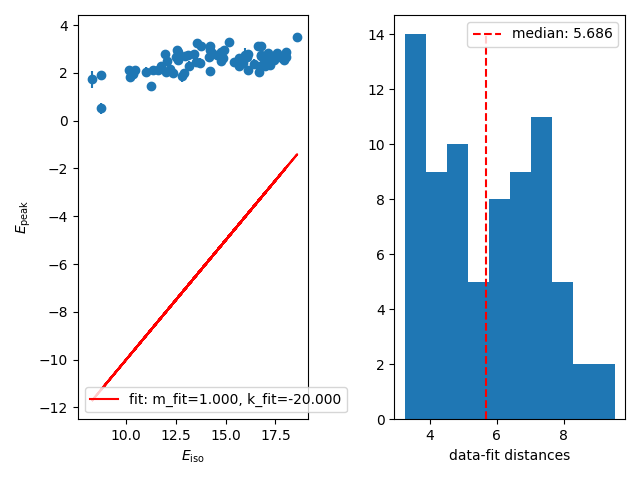 4
2
0
−2
−4
−6
−8
−10
−12
E_peak
10.0 12.5 15.0 17.5
E_iso
fit: m_fit=1.000, k_fit=-20.000
14
12
10
8
6
4
2
0
4 6 8
data-fit distances
median: 5.686